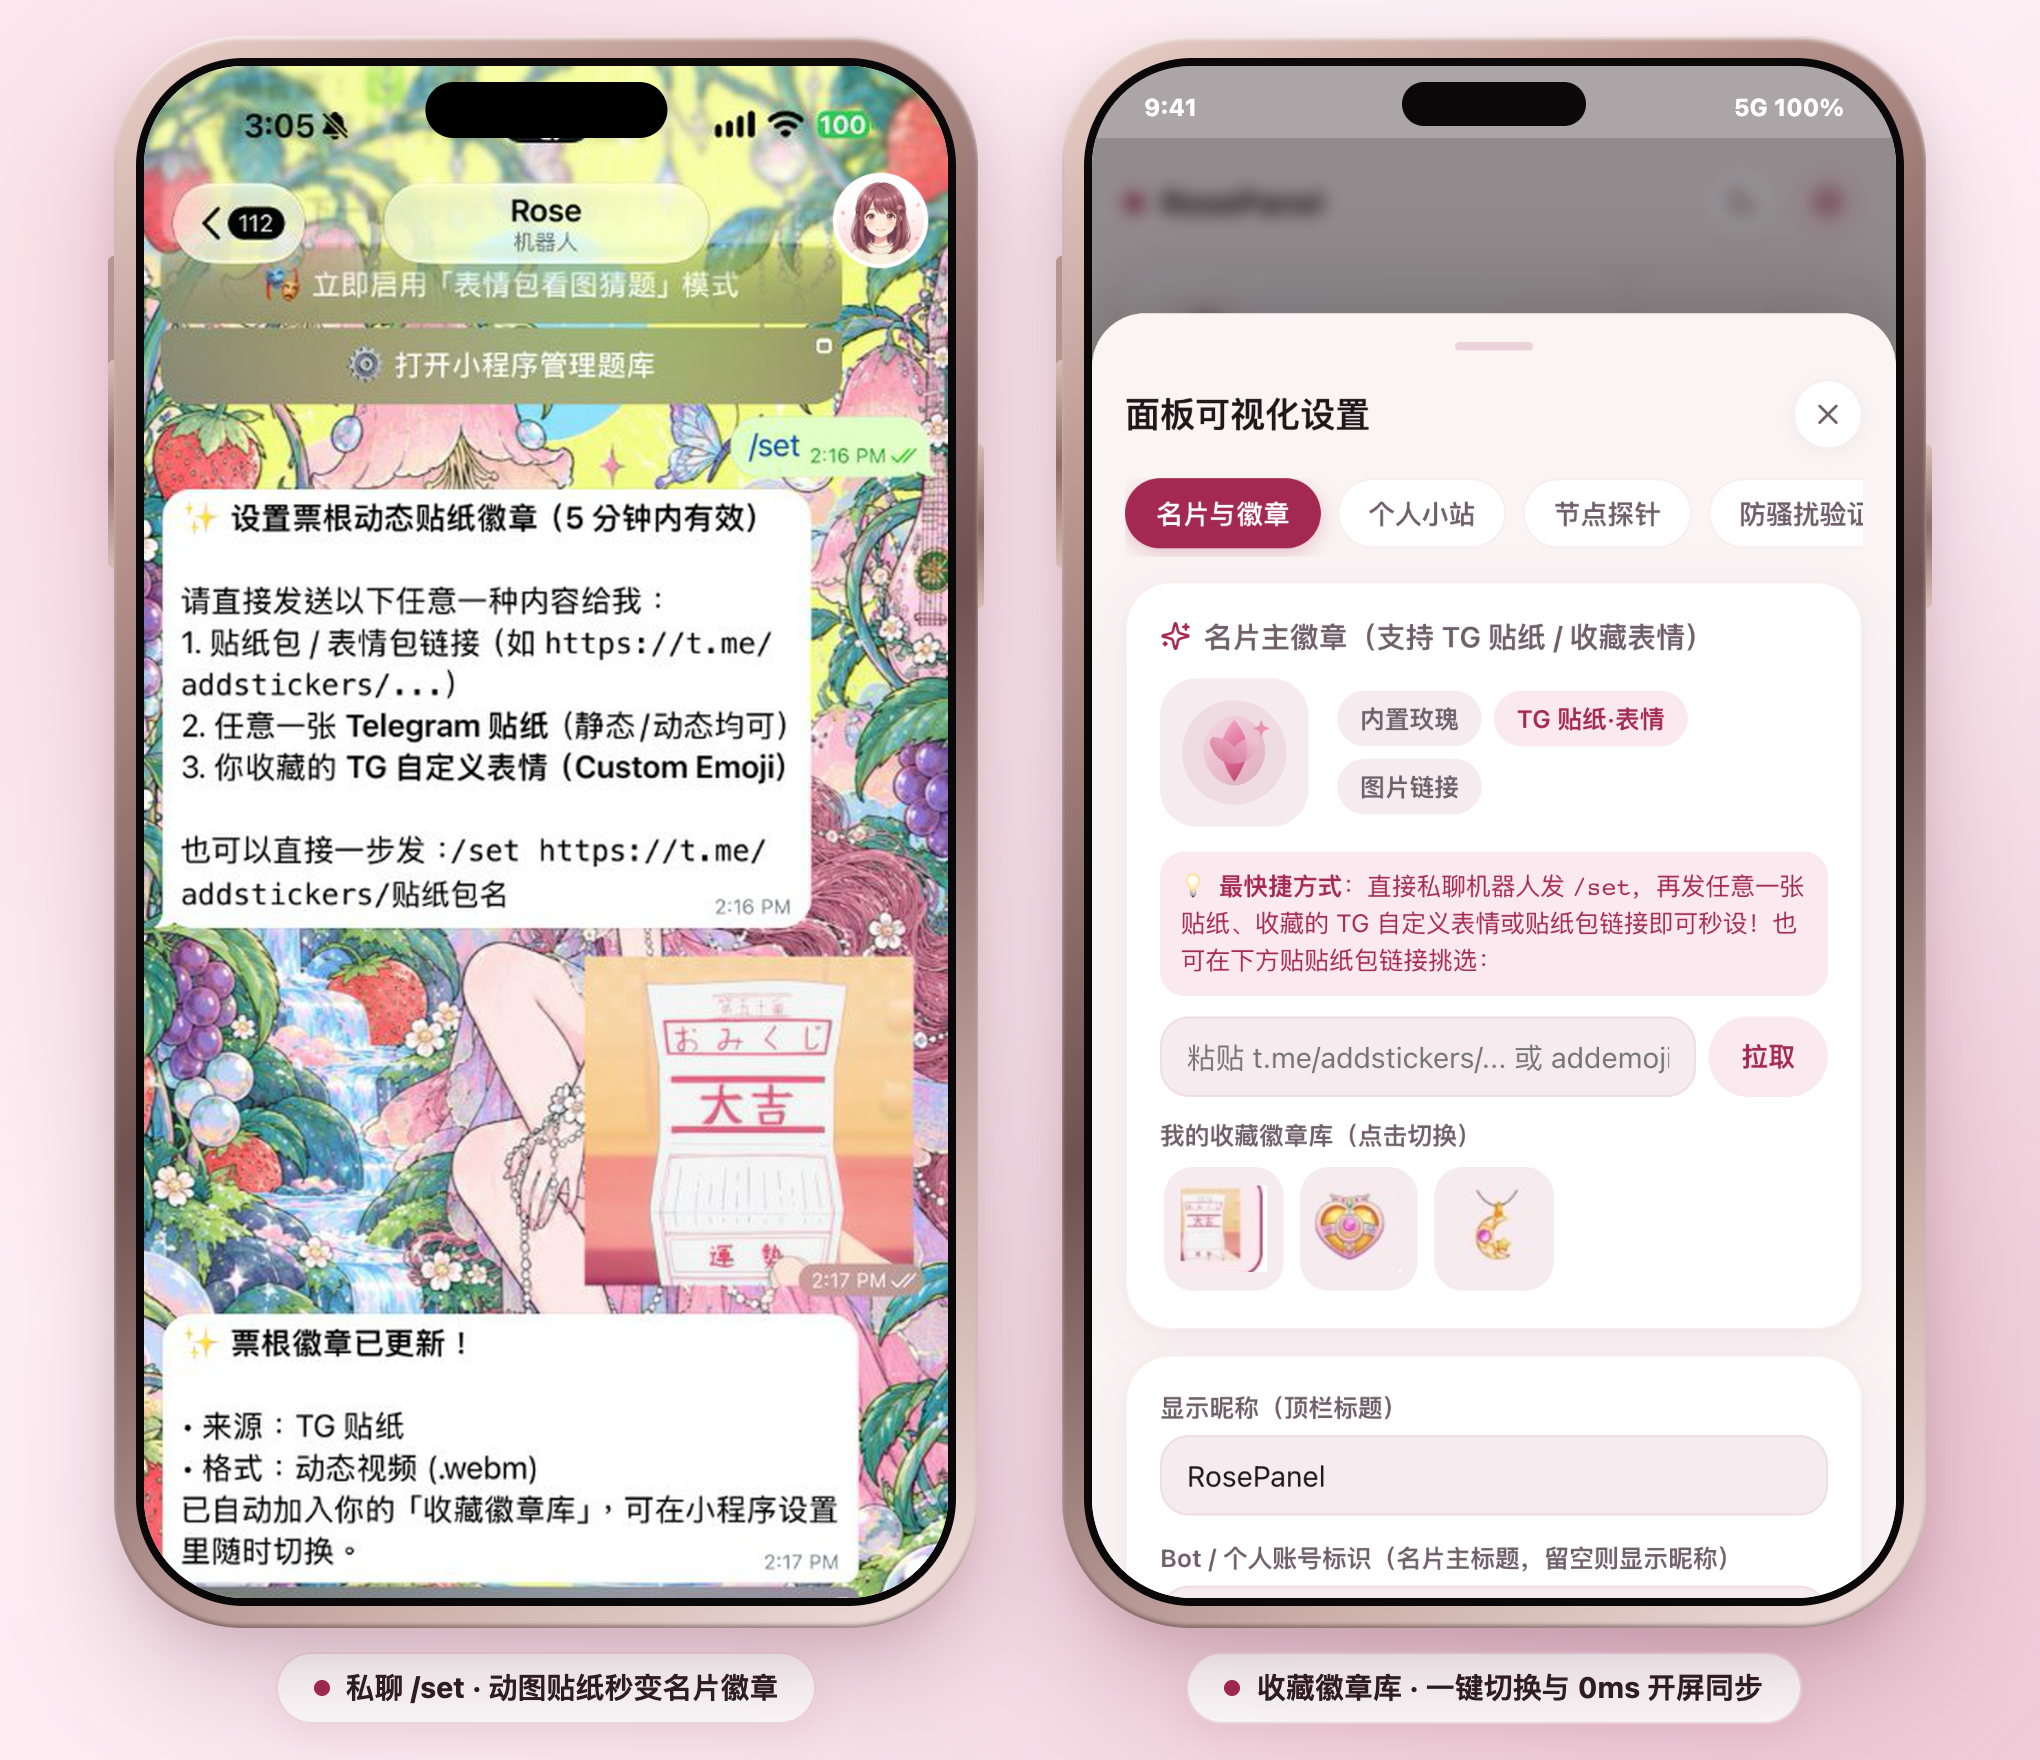 3:05
100
112
Rose
机器人
🎭 立即启用「表情包看图猜题」模式
⚙️ 打开小程序管理题库
/set 2:16 PM
✨ 设置票根动态贴纸徽章（5 分钟内有效）
请直接发送以下任意一种内容给我：
1. 贴纸包 / 表情包链接（如 https://t.me/
addstickers/...）
2. 任意一张 Telegram 贴纸（静态/动态均可）
3. 你收藏的 TG 自定义表情（Custom Emoji）
也可以直接一步发：/set https://t.me/
addstickers/贴纸包名
2:16 PM
第五十番
おみくじ
大吉
運勢
2:17 PM
✨ 票根徽章已更新！
• 来源：TG 贴纸
• 格式：动态视频 (.webm)
已自动加入你的「收藏徽章库」，可在小程序设置
里随时切换。
2:17 PM
私聊 /set · 动图贴纸秒变名片徽章
9:41
5G 100%
RosePanel
面板可视化设置
名片与徽章
个人小站
节点探针
防骚扰验证
名片主徽章（支持 TG 贴纸 / 收藏表情）
内置玫瑰
TG 贴纸·表情
图片链接
💡 最快捷方式：直接私聊机器人发 /set，再发任意一张
贴纸、收藏的 TG 自定义表情或贴纸包链接即可秒设！也
可在下方贴贴纸包链接挑选：
粘贴 t.me/addstickers/... 或 addemoji
拉取
我的收藏徽章库（点击切换）
大吉
显示昵称（顶栏标题）
RosePanel
Bot / 个人账号标识（名片主标题，留空则显示昵称）
收藏徽章库 · 一键切换与 0ms 开屏同步